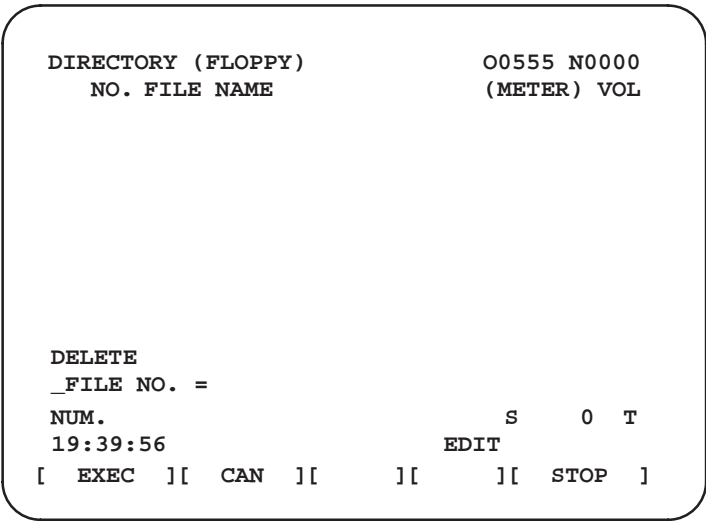 DIRECTORY (FLOPPY) O0555 N0000
NO. FILE NAME (METER) VOL
DELETE
_FILE NO. =
NUM. S 0 T
19:39:56 EDIT
[ EXEC ][ CAN ][ ][ ][ STOP ]